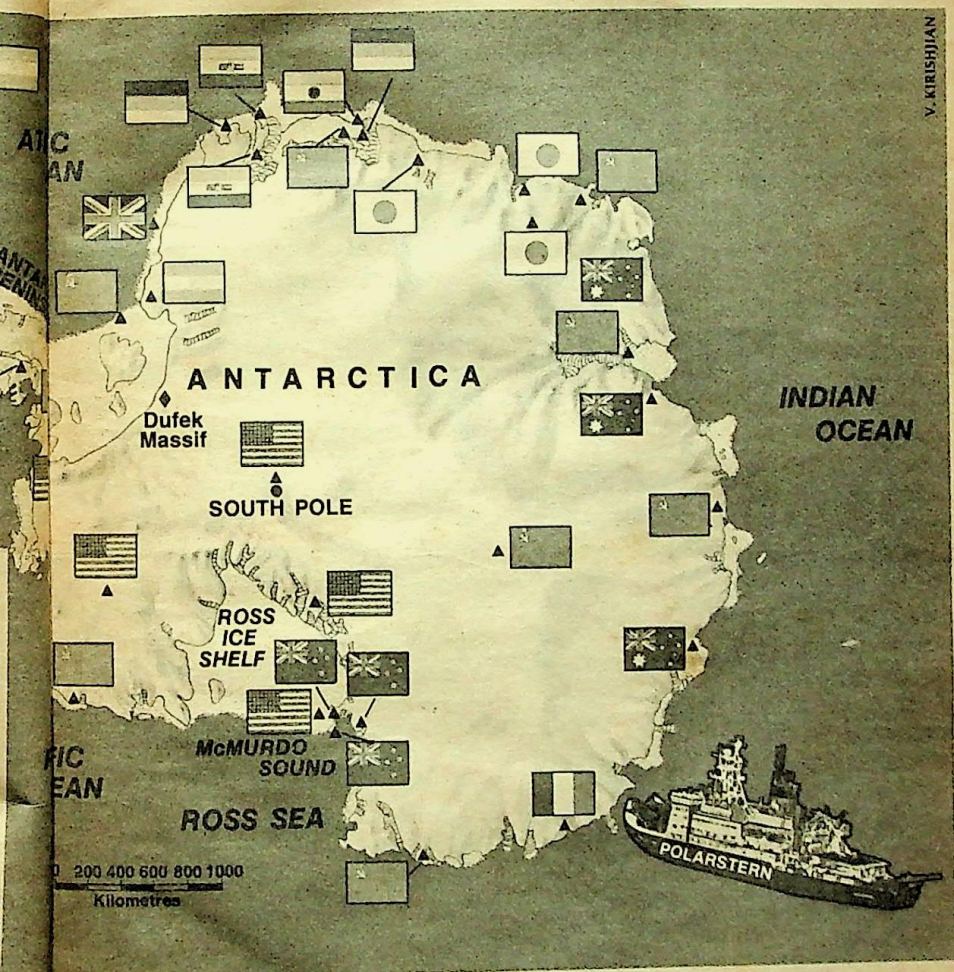 V. KIRISHJIAN
ANTARCTICA
Dufek
Massif
SOUTH POLE
INDIAN
OCEAN
ROSS
ICE
SHELF
McMURDO
SOUND
ROSS SEA
200 400 600 800 1000
Kilometres
POLARSTERN